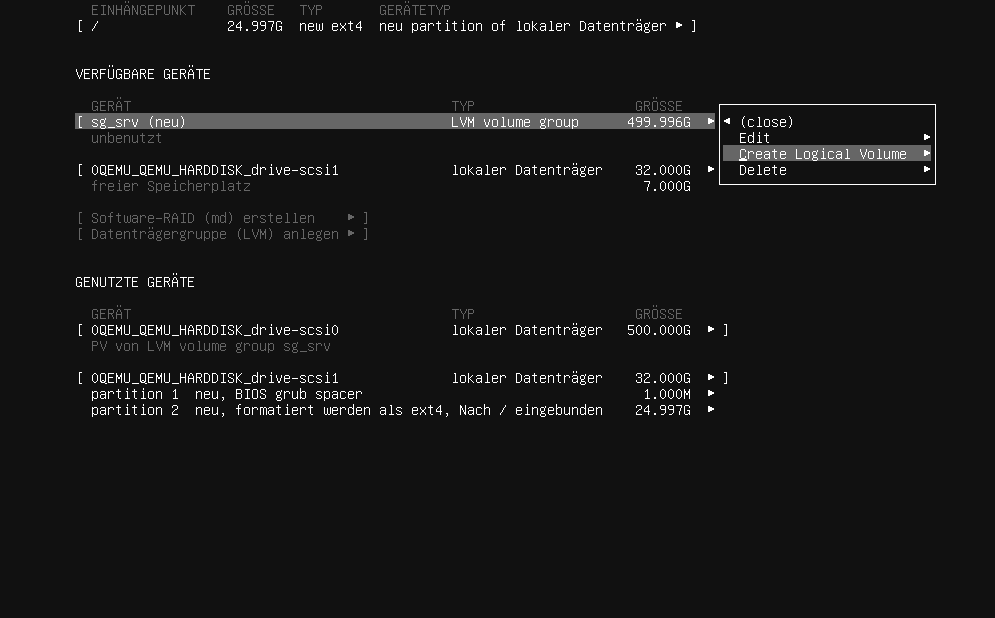 EINHÄNGEPUNKT GRÖSSE TYP GERÄTETYP
[ / 24.997G new ext4 neu partition of lokaler Datenträger ▸ ]
VERFÜGBARE GERÄTE
GERÄT TYP GRÖSSE
[ sg_srv (neu) LVM volume group 499.996G ▸
unbenutzt
◂ (close)
Edit ▸
Create Logical Volume ▸
Delete ▸
[ 0QEMU_QEMU_HARDDISK_drive-scsi1 lokaler Datenträger 32.000G ▸
freier Speicherplatz 7.000G
[ Software-RAID (md) erstellen ▸ ]
[ Datenträgergruppe (LVM) anlegen ▸ ]
GENUTZTE GERÄTE
GERÄT TYP GRÖSSE
[ 0QEMU_QEMU_HARDDISK_drive-scsi0 lokaler Datenträger 500.000G ▸ ]
PV von LVM volume group sg_srv
[ 0QEMU_QEMU_HARDDISK_drive-scsi1 lokaler Datenträger 32.000G ▸ ]
partition 1 neu, BIOS grub spacer 1.000M ▸
partition 2 neu, formatiert werden als ext4, Nach / eingebunden 24.997G ▸